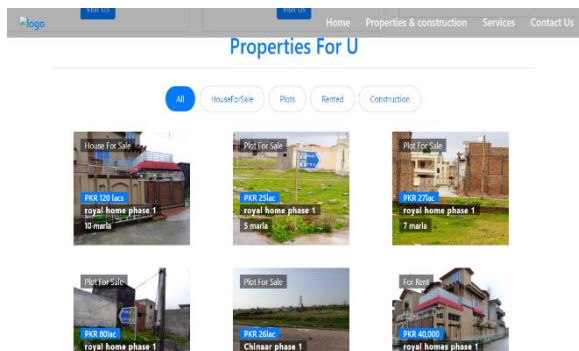 Visit US
Visit US
logo
Home
Properties & construction
Services
Contact Us
Properties For U
All
HouseForSale
Plots
Rented
Construction
House For Sale
PKR 120 lacs
royal home phase 1
10 marla
Plot For Sale
PKR 25lac
royal home phase 1
5 marla
Plot For Sale
PKR 27lac
royal home phase 1
7 marla
Plot For Sale
PKR 80lac
royal home phase 1
Plot For Sale
PKR 26lac
Chinaar phase 1
For Rent
PKR 40,000
royal homes phase 1